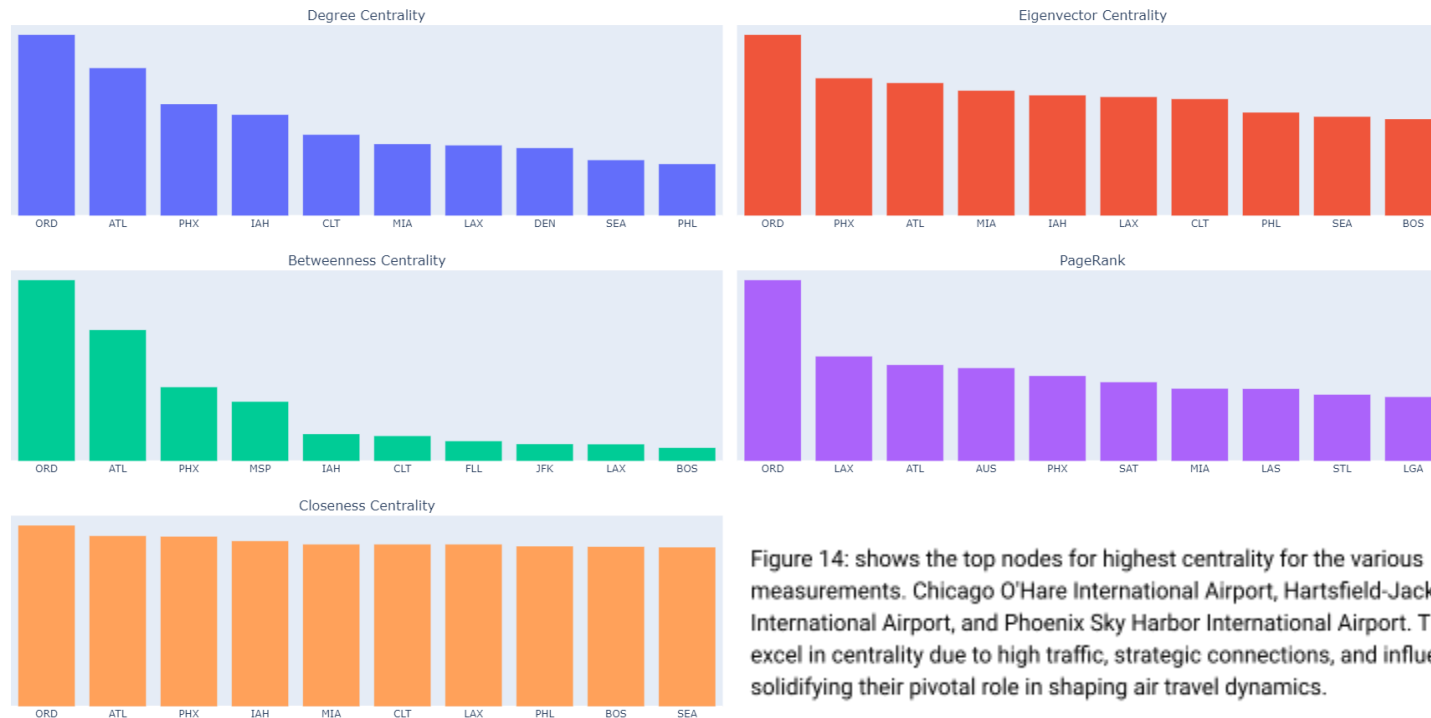 Degree Centrality
ORD ATL PHX IAH CLT MIA LAX DEN SEA PHL
Eigenvector Centrality
ORD PHX ATL MIA IAH LAX CLT PHL SEA BOS
Betweenness Centrality
ORD ATL PHX MSP IAH CLT FLL JFK LAX BOS
PageRank
ORD LAX ATL AUS PHX SAT MIA LAS STL LGA
Closeness Centrality
ORD ATL PHX IAH MIA CLT LAX PHL BOS SEA
Figure 14: shows the top nodes for highest centrality for the various
measurements. Chicago O'Hare International Airport, Hartsfield-Jack
International Airport, and Phoenix Sky Harbor International Airport. T
excel in centrality due to high traffic, strategic connections, and influe
solidifying their pivotal role in shaping air travel dynamics.